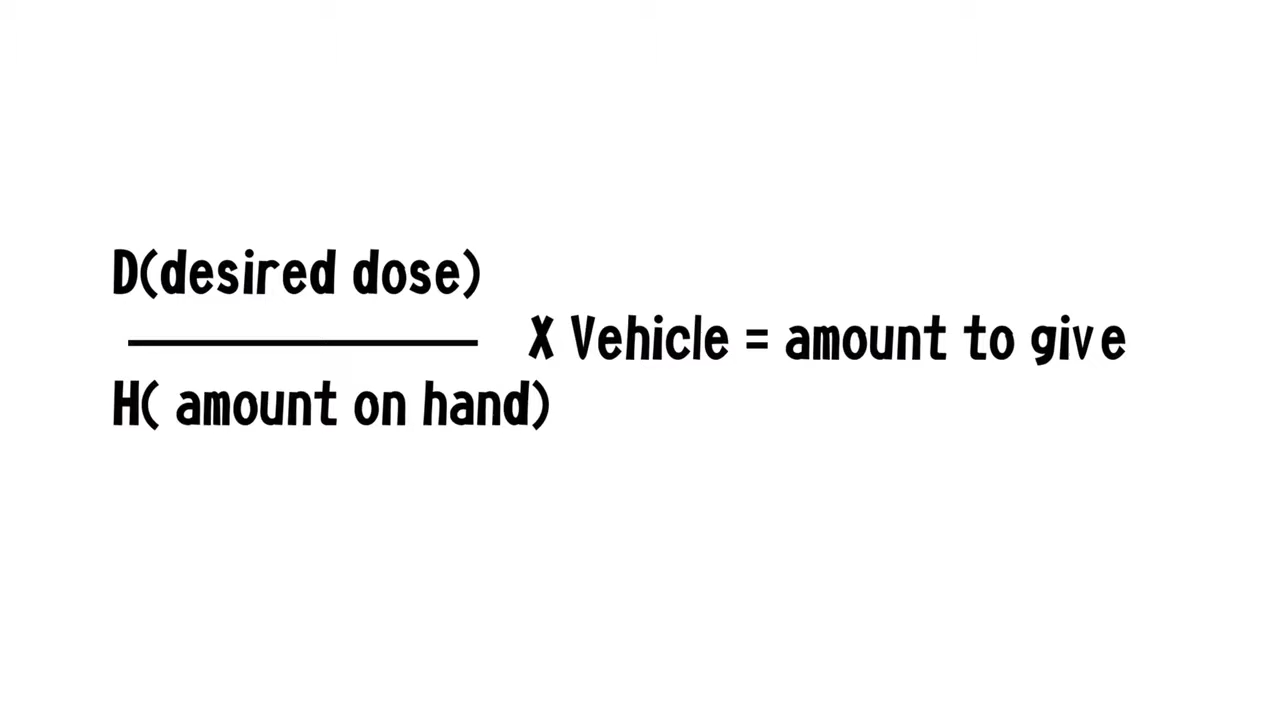 D(desired dose)
X Vehicle = amount to give
H( amount on hand)